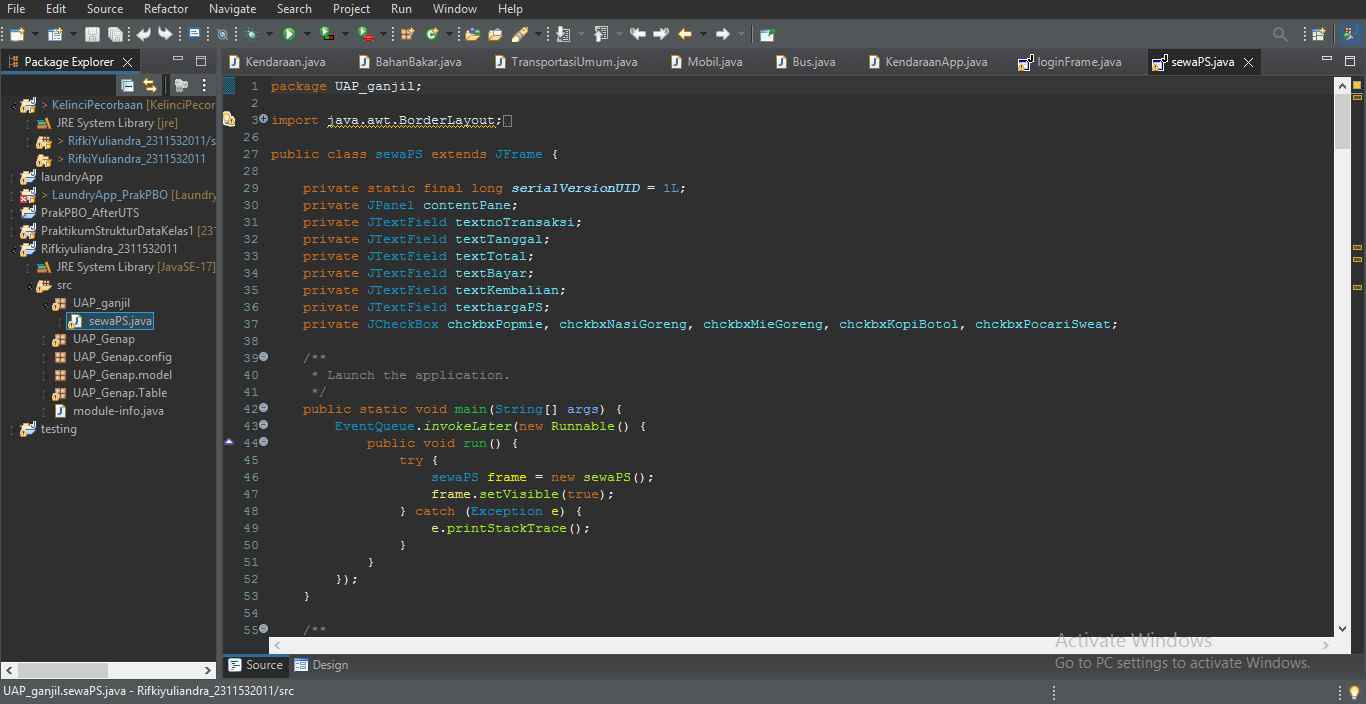 File Edit Source Refactor Navigate Search Project Run Window Help
Package Explorer
Kendaraan.java BahanBakar.java TransportasiUmum.java Mobil.java Bus.java KendaraanApp.java loginFrame.java sewaPS.java
> KelinciPecorbaan [KelinciPecor
JRE System Library [jre]
> RifkiYuliandra_2311532011/s
> RifkiYuliandra_2311532011
laundryApp
> LaundryApp_PrakPBO [Laundry
PrakPBO_AfterUTS
PraktikumStrukturDataKelas1 [231
Rifkiyuliandra_2311532011
JRE System Library [JavaSE-17]
src
UAP_ganjil
sewaPS.java
UAP_Genap
UAP_Genap.config
UAP_Genap.model
UAP_Genap.Table
module-info.java
testing
1 package UAP_ganjil;
2
3 import java.awt.BorderLayout;
26
27 public class sewaPS extends JFrame {
28
29 private static final long serialVersionUID = 1L;
30 private JPanel contentPane;
31 private JTextField textnoTransaksi;
32 private JTextField textTanggal;
33 private JTextField textTotal;
34 private JTextField textBayar;
35 private JTextField textKembalian;
36 private JTextField texthargaPS;
37 private JCheckBox chckbxPopmie, chckbxNasiGoreng, chckbxMieGoreng, chckbxKopiBotol, chckbxPocariSweat;
38
39 /**
40 * Launch the application.
41 */
42 public static void main(String[] args) {
43 EventQueue.invokeLater(new Runnable() {
44 public void run() {
45 try {
46 sewaPS frame = new sewaPS();
47 frame.setVisible(true);
48 } catch (Exception e) {
49 e.printStackTrace();
50 }
51 }
52 });
53 }
54
55 /**
Source Design
Activate Windows
Go to PC settings to activate Windows.
UAP_ganjil.sewaPS.java - Rifkiyuliandra_2311532011/src